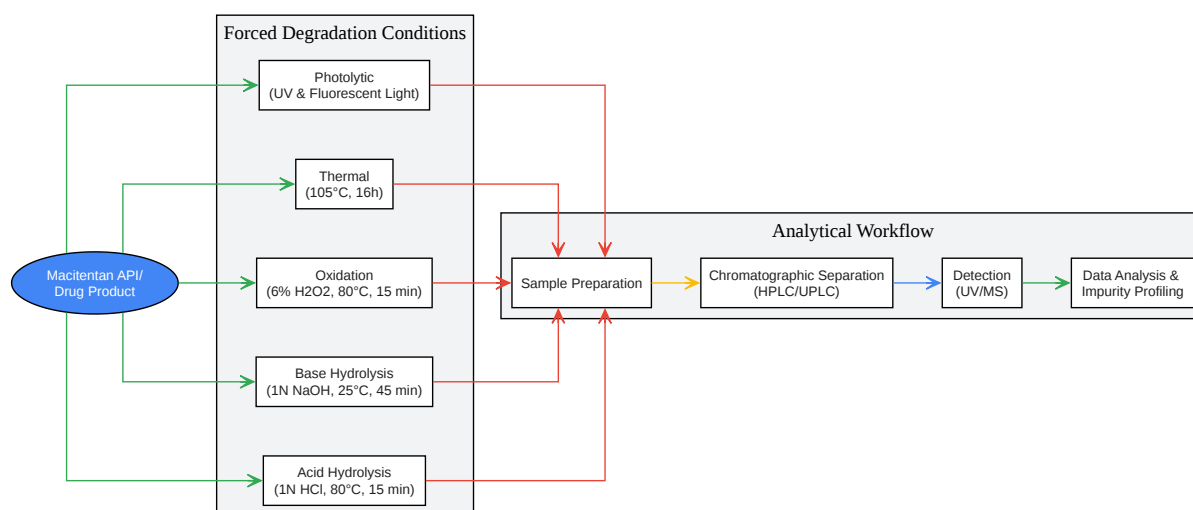 Forced Degradation Conditions
Photolytic
(UV & Fluorescent Light)
Thermal
(105°C, 16h)
Macitentan API/
Drug Product
Oxidation
(6% H2O2, 80°C, 15 min)
Base Hydrolysis
(1N NaOH, 25°C, 45 min)
Acid Hydrolysis
(1N HCl, 80°C, 15 min)
Analytical Workflow
Sample Preparation
Chromatographic Separation
(HPLC/UPLC)
Detection
(UV/MS)
Data Analysis &
Impurity Profiling